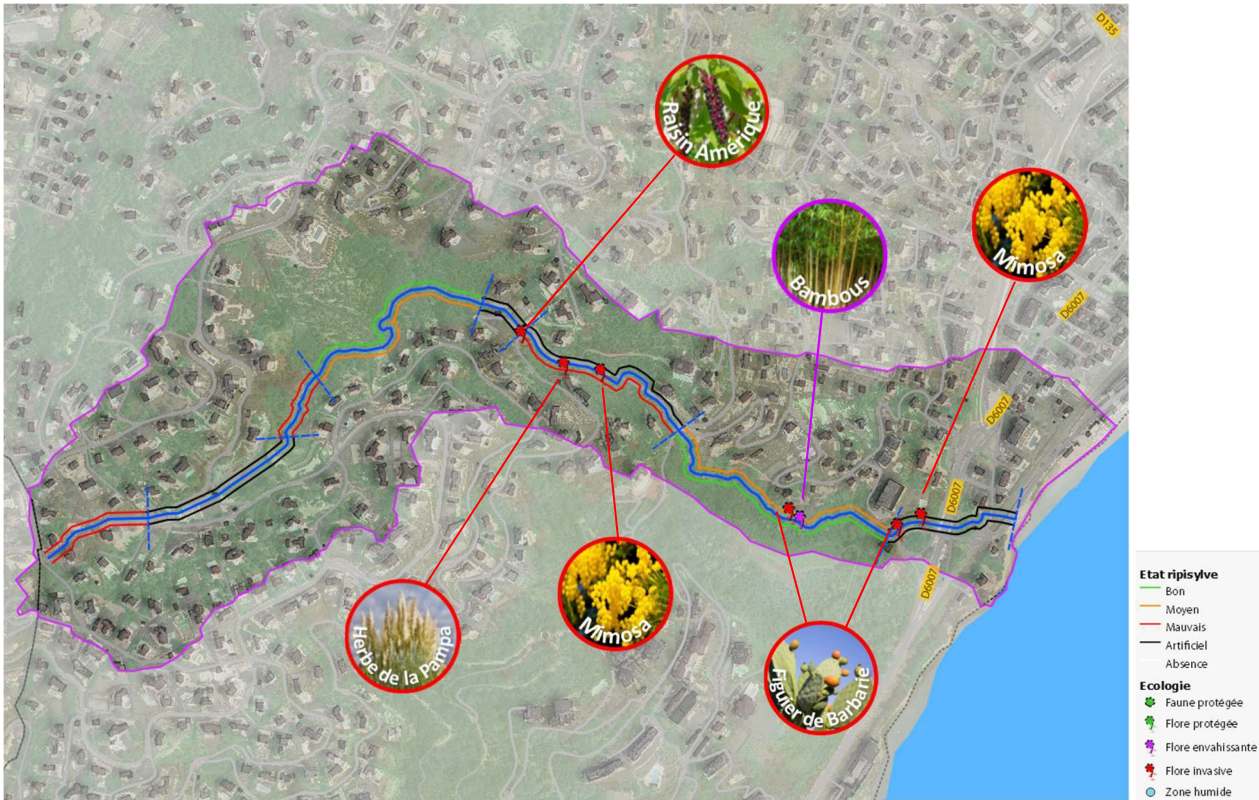 D135
Raisin Amérique
Bambous
Mimosa
D6007
D6007
D6007
D6007
Herbe de la Pampa
Mimosa
Figuier de Barbarie
Etat ripisylve
Bon
Moyen
Mauvais
Artificiel
Absence
Ecologie
Faune protégée
Flore protégée
Flore envahissante
Flore invasive
Zone humide